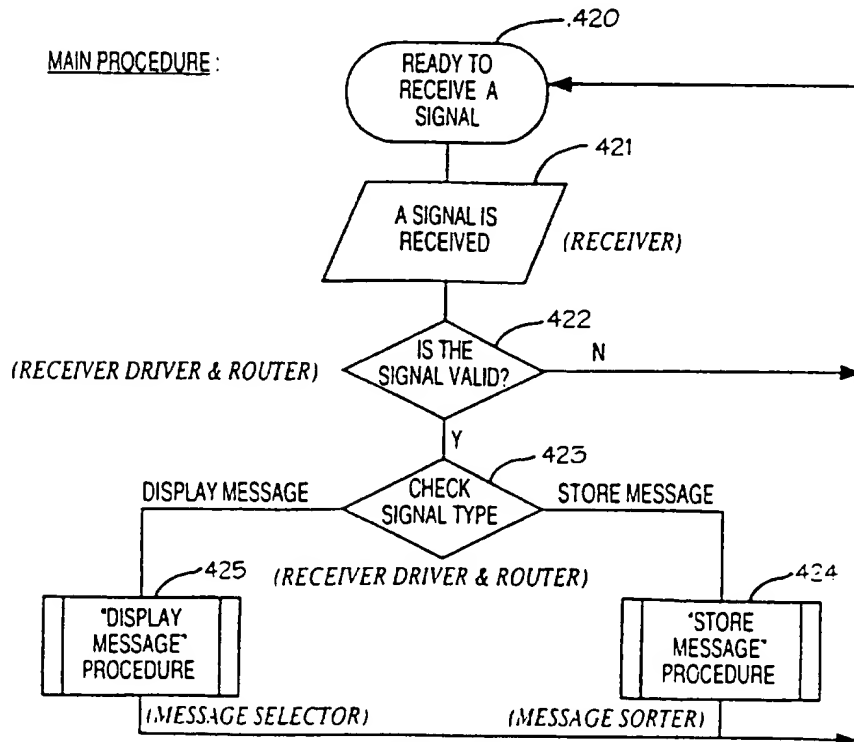 .420
MAIN PROCEDURE :
READY TO
RECEIVE A
SIGNAL
421
A SIGNAL IS
RECEIVED
(RECEIVER)
422
IS THE
SIGNAL VALID?
N
(RECEIVER DRIVER & ROUTER)
Y
423
DISPLAY MESSAGE
CHECK
SIGNAL TYPE
STORE MESSAGE
(RECEIVER DRIVER & ROUTER)
425
424
"DISPLAY
MESSAGE"
PROCEDURE
"STORE
MESSAGE"
PROCEDURE
(MESSAGE SELECTOR)
(MESSAGE SORTER)